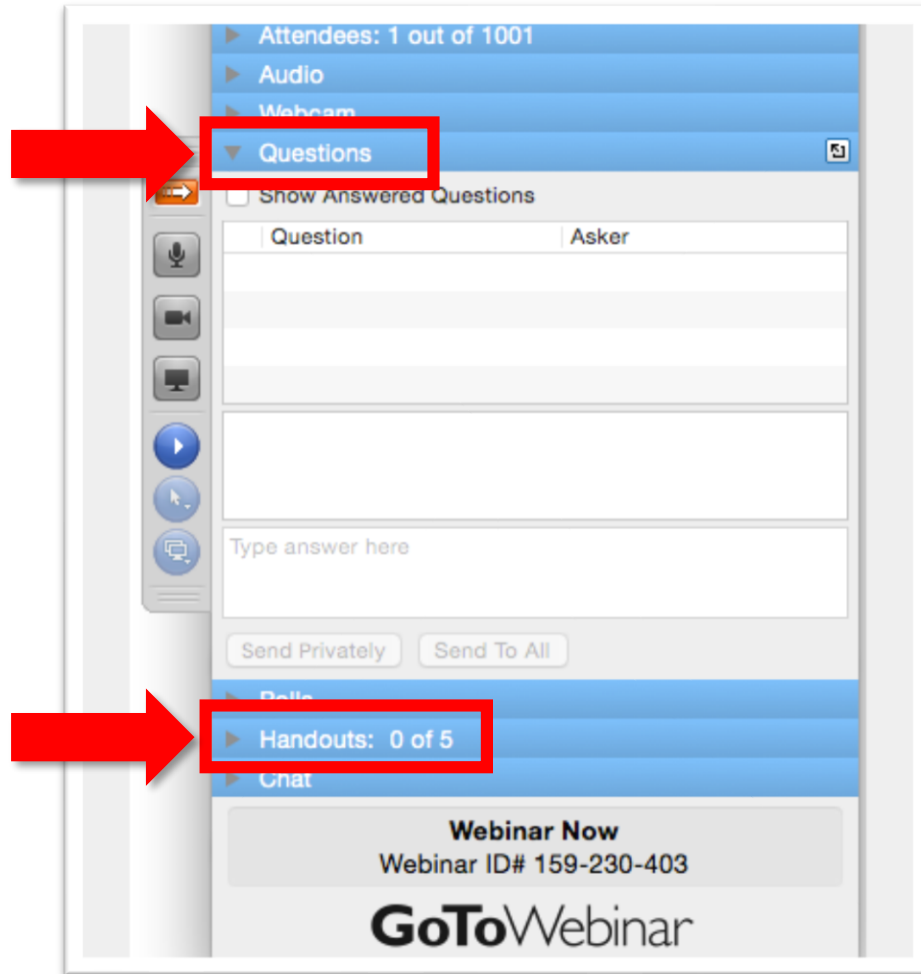 Attendees: 1 out of 1001
Audio
Webcam
Questions
Show Answered Questions
Question Asker
Type answer here
Send Privately Send To All
Polls
Handouts: 0 of 5
Chat
Webinar Now
Webinar ID# 159-230-403
GoToWebinar